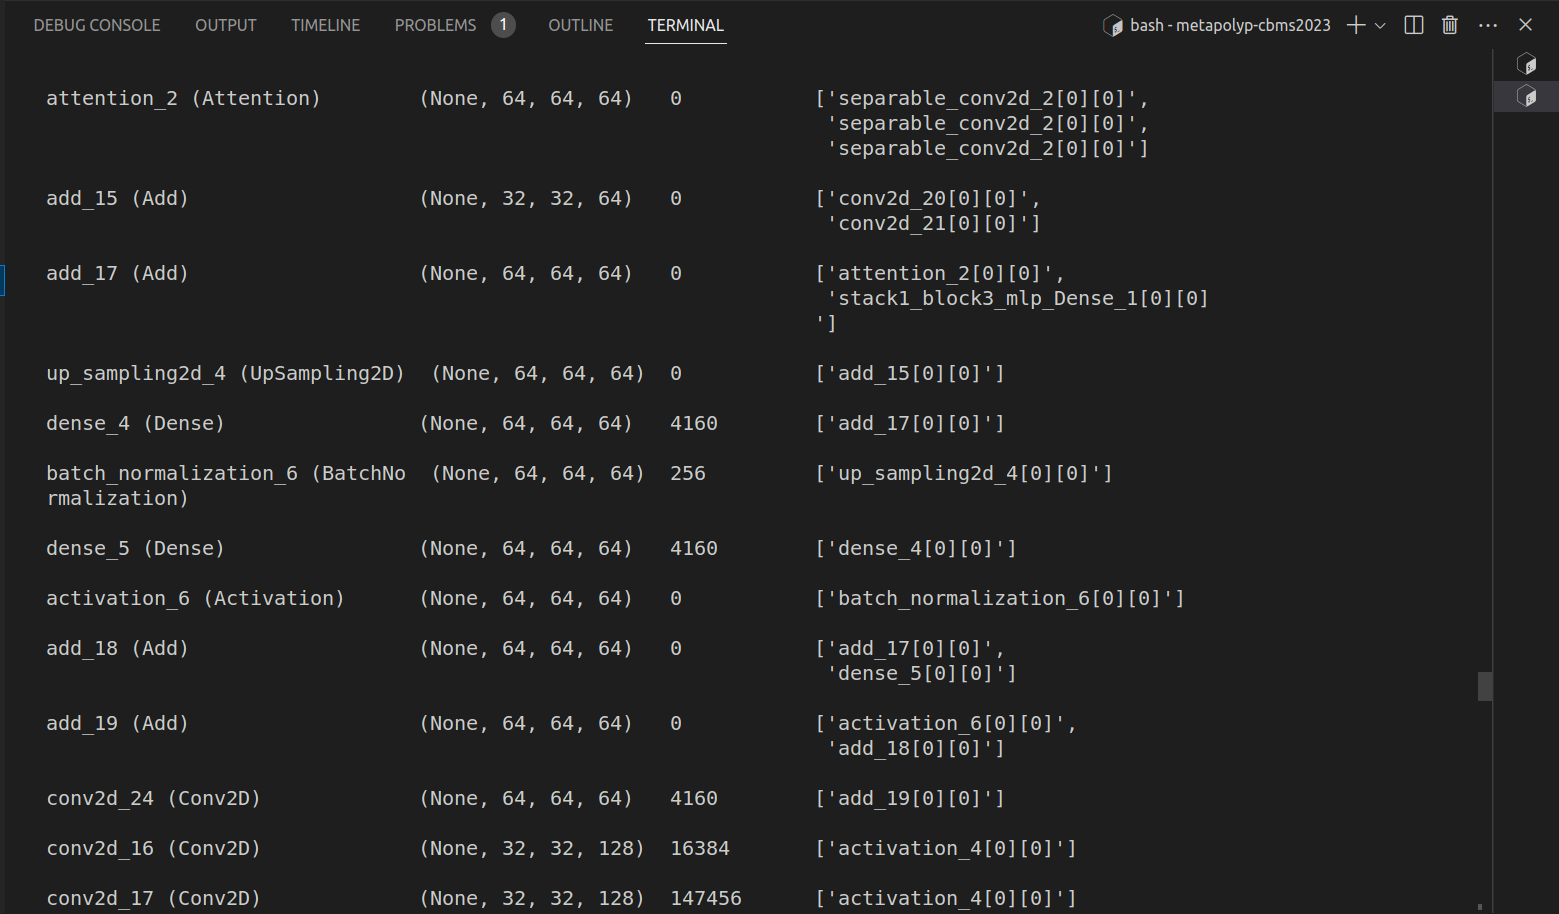 DEBUG CONSOLE OUTPUT TIMELINE PROBLEMS 1 OUTLINE TERMINAL bash - metapolyp-cbms2023
attention_2 (Attention) (None, 64, 64, 64) 0 ['separable_conv2d_2[0][0]',
'separable_conv2d_2[0][0]',
'separable_conv2d_2[0][0]']
add_15 (Add) (None, 32, 32, 64) 0 ['conv2d_20[0][0]',
'conv2d_21[0][0]']
add_17 (Add) (None, 64, 64, 64) 0 ['attention_2[0][0]',
'stack1_block3_mlp_Dense_1[0][0]
']
up_sampling2d_4 (UpSampling2D) (None, 64, 64, 64) 0 ['add_15[0][0]']
dense_4 (Dense) (None, 64, 64, 64) 4160 ['add_17[0][0]']
batch_normalization_6 (BatchNo (None, 64, 64, 64) 256 ['up_sampling2d_4[0][0]']
rmalization)
dense_5 (Dense) (None, 64, 64, 64) 4160 ['dense_4[0][0]']
activation_6 (Activation) (None, 64, 64, 64) 0 ['batch_normalization_6[0][0]']
add_18 (Add) (None, 64, 64, 64) 0 ['add_17[0][0]',
'dense_5[0][0]']
add_19 (Add) (None, 64, 64, 64) 0 ['activation_6[0][0]',
'add_18[0][0]']
conv2d_24 (Conv2D) (None, 64, 64, 64) 4160 ['add_19[0][0]']
conv2d_16 (Conv2D) (None, 32, 32, 128) 16384 ['activation_4[0][0]']
conv2d_17 (Conv2D) (None, 32, 32, 128) 147456 ['activation_4[0][0]']